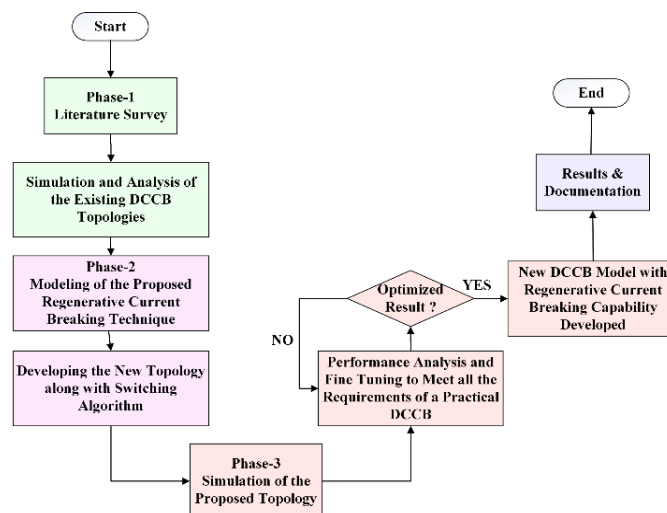 Start
Phase-1
Literature Survey
Simulation and Analysis of
the Existing DCCB
Topologies
Phase-2
Modeling of the Proposed
Regenerative Current
Breaking Technique
Developing the New Topology
along with Switching
Algorithm
Phase-3
Simulation of the
Proposed Topology
Performance Analysis and
Fine Tuning to Meet all the
Requirements of a Practical
DCCB
Optimized
Result ?
NO
YES
New DCCB Model with
Regenerative Current
Breaking Capability
Developed
Results &
Documentation
End